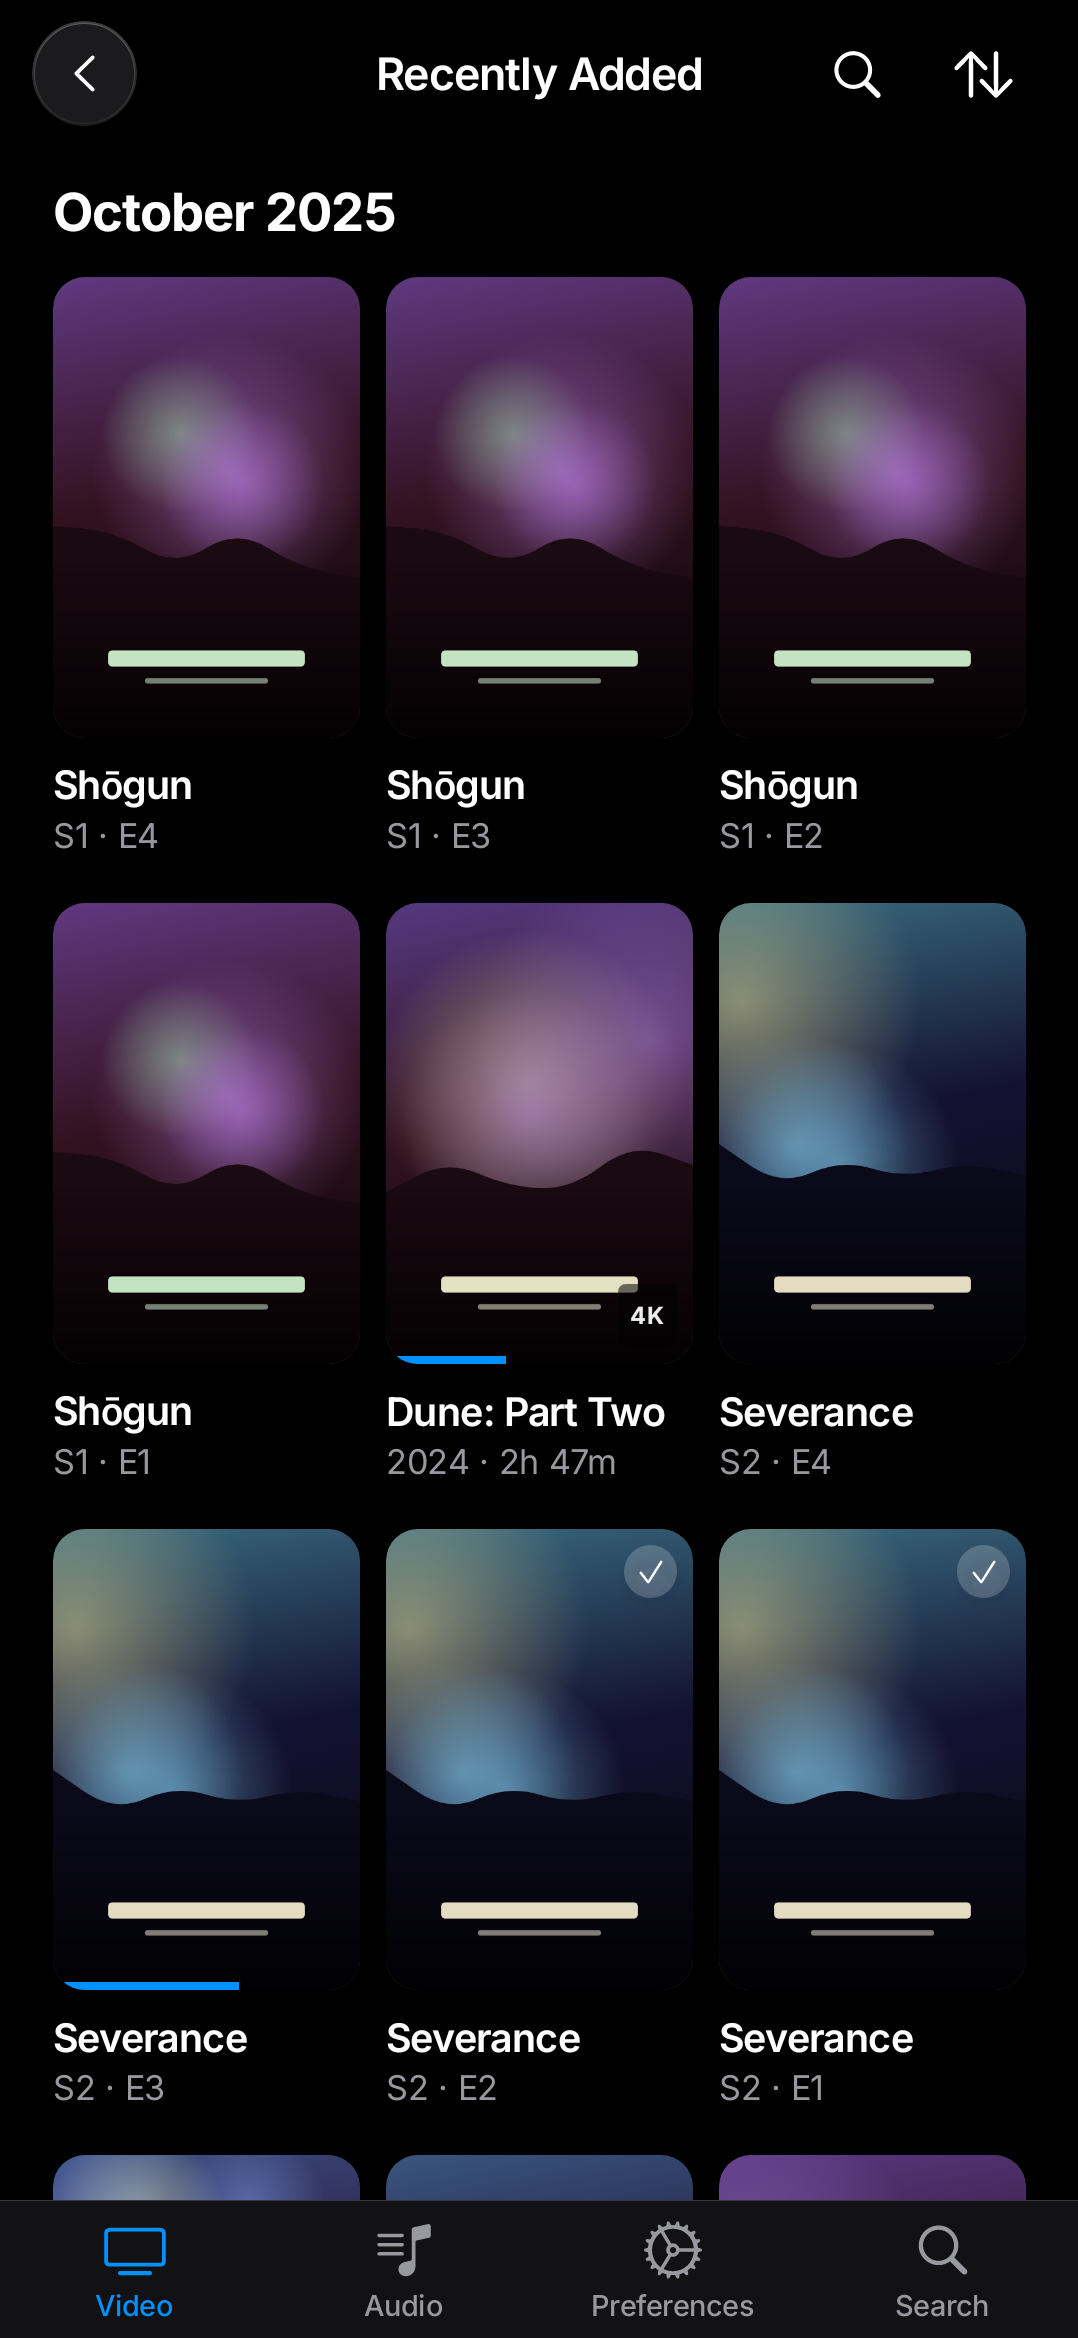 Recently Added
October 2025
Shōgun
S1 · E4
Shōgun
S1 · E3
Shōgun
S1 · E2
Shōgun
S1 · E1
4K
Dune: Part Two
2024 · 2h 47m
Severance
S2 · E4
Severance
S2 · E3
Severance
S2 · E2
Severance
S2 · E1
Video
Audio
Preferences
Search